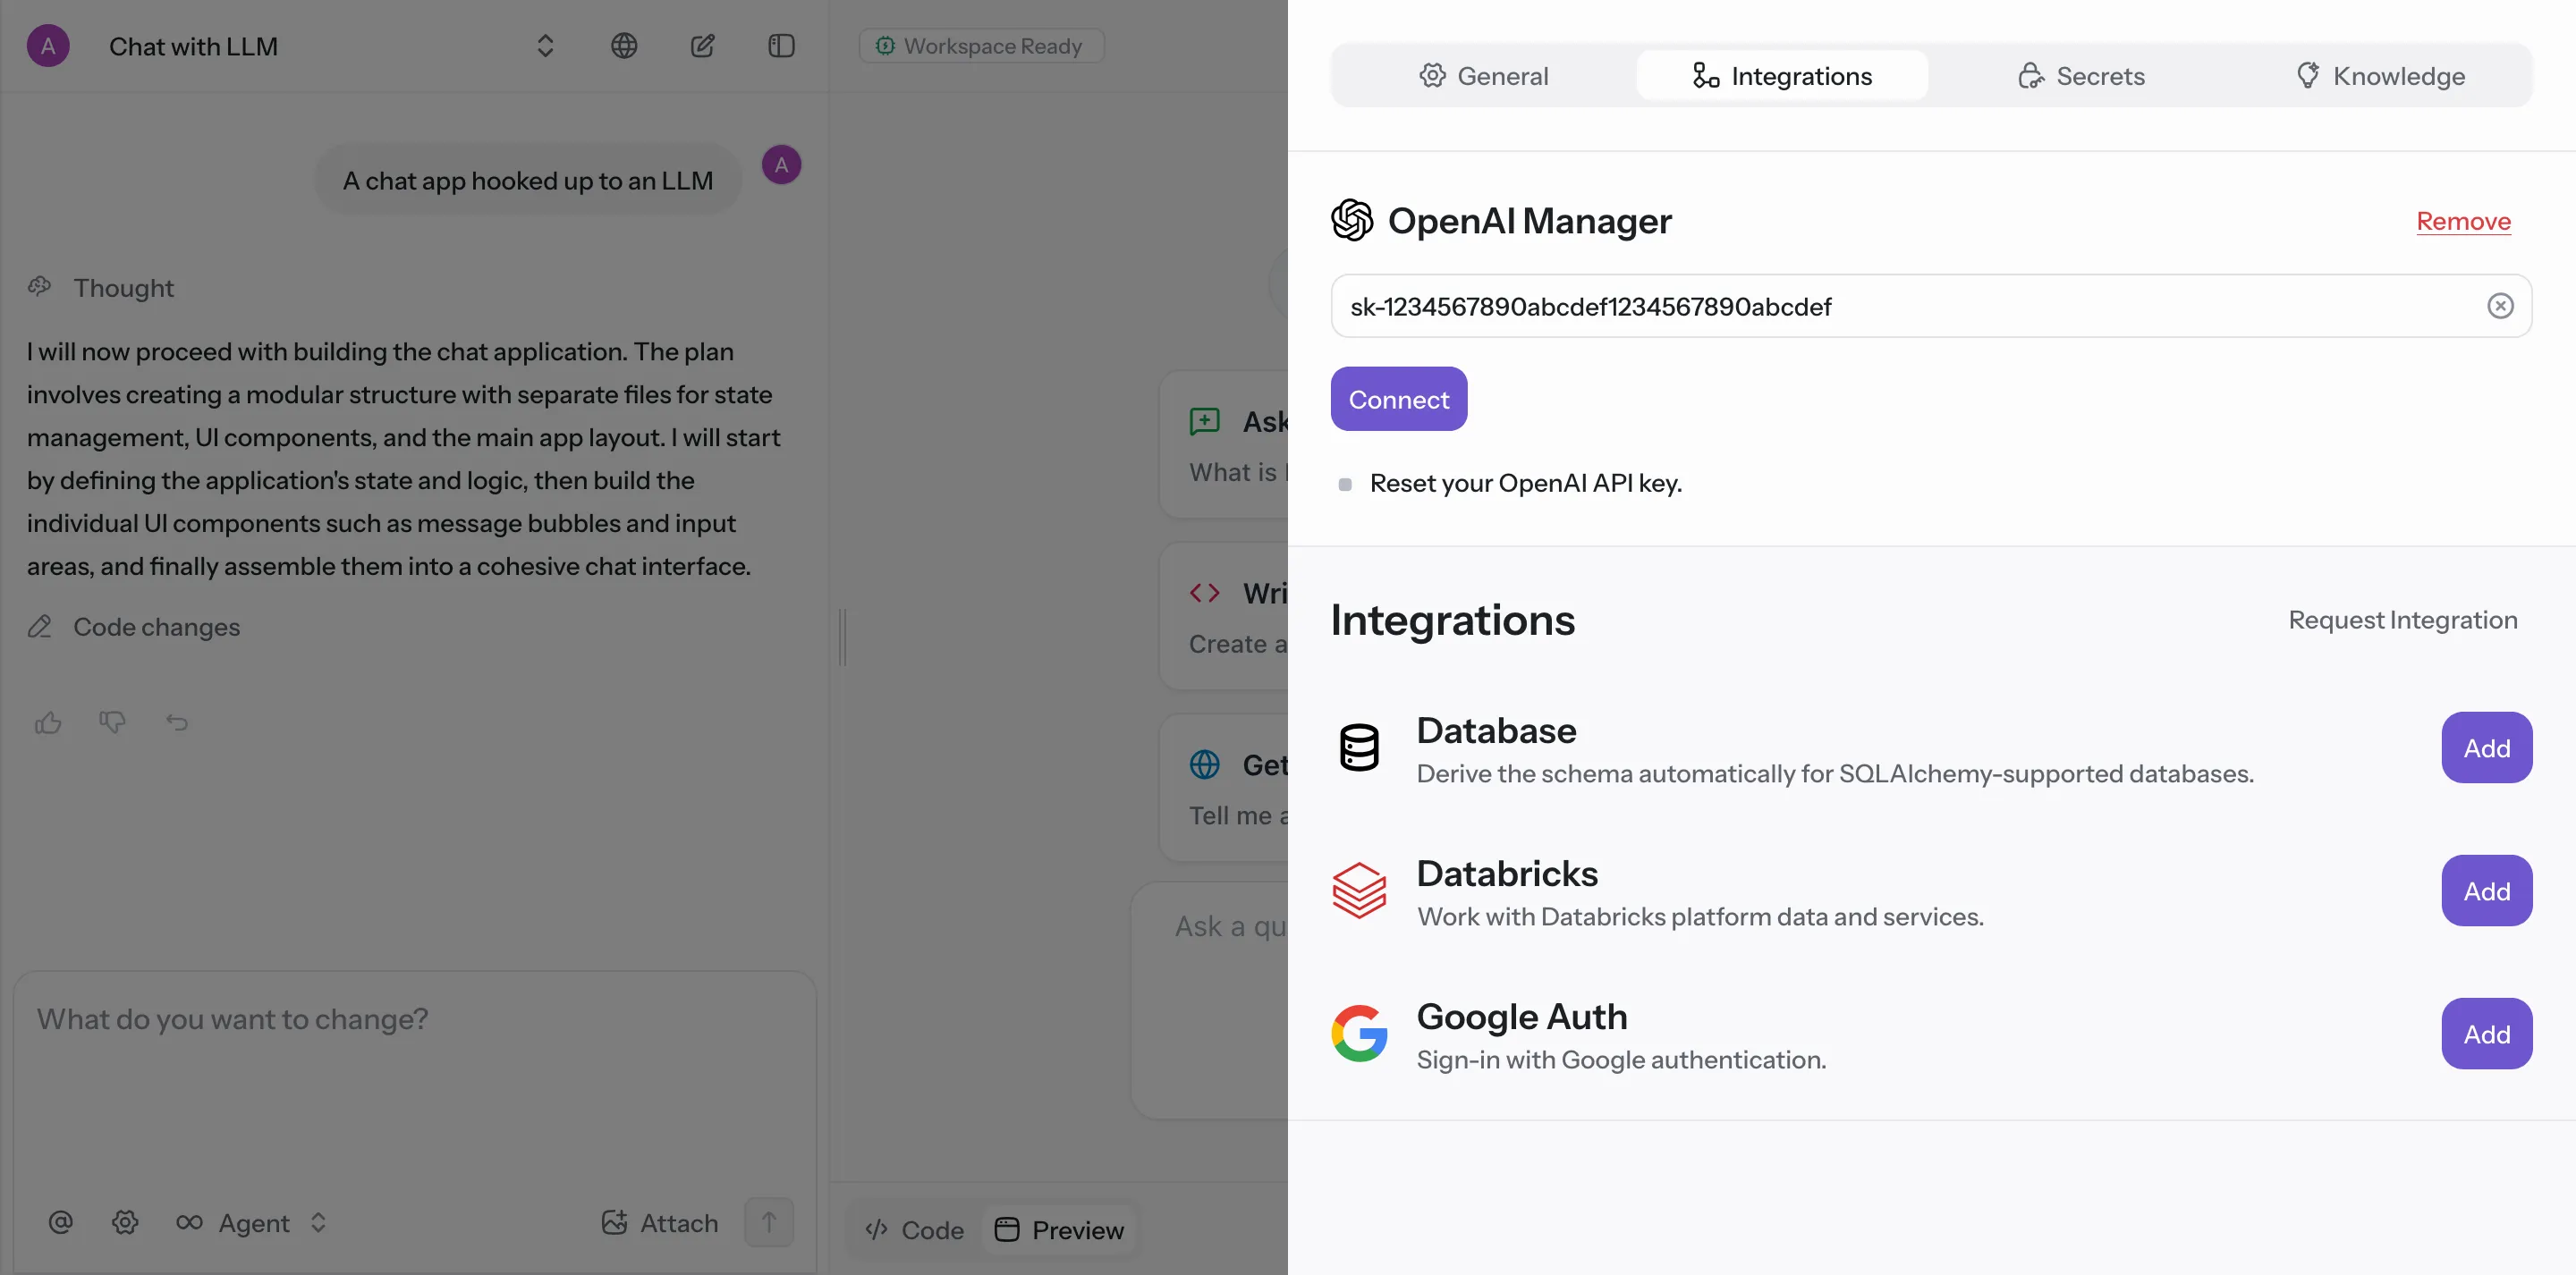 A
Chat with LLM
Workspace Ready
General
Integrations
Secrets
Knowledge
A chat app hooked up to an LLM
A
Thought
I will now proceed with building the chat application. The plan
involves creating a modular structure with separate files for state
management, UI components, and the main app layout. I will start
by defining the application's state and logic, then build the
individual UI components such as message bubbles and input
areas, and finally assemble them into a cohesive chat interface.
Code changes
What do you want to change?
Agent
Attach
Ask
What is
Create a
Get
Tell me
Ask a
Code
Preview
OpenAI Manager
Remove
sk-1234567890abcdef1234567890abcdef
Connect
Reset your OpenAI API key.
Integrations
Request Integration
Database
Derive the schema automatically for SQLAlchemy-supported databases.
Add
Databricks
Work with Databricks platform data and services.
Add
Google Auth
Sign-in with Google authentication.
Add